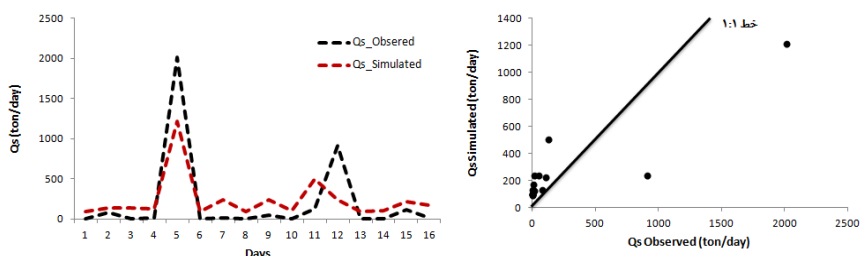 2500
2000
1500
1000
500
0
Qs (ton/day)
Qs_Obsered
Qs_Simulated
1 2 3 4 5 6 7 8 9 10 11 12 13 14 15 16
Days
1400
1200
1000
800
600
400
200
0
Qs Simulated (ton/day)
خط ۱:۱
0 500 1000 1500 2000 2500
Qs Observed (ton/day)